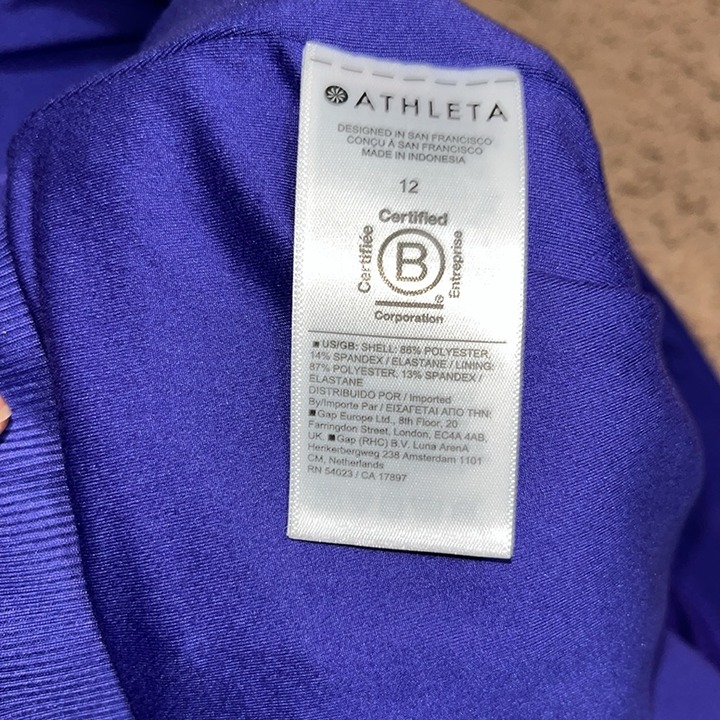 ATHLETA
DESIGNED IN SAN FRANCISCO
CONÇU À SAN FRANCISCO
MADE IN INDONESIA
12
Certified
Certifiée
B
Entreprise
®
Corporation
■ US/GB: SHELL: 86% POLYESTER,
14% SPANDEX / ELASTANE / LINING:
87% POLYESTER, 13% SPANDEX /
ELASTANE
DISTRIBUIDO POR / Imported
By/Importe Par / ΕΙΣΑΓΕΤΑΙ ΑΠΟ ΤΗΝ:
■ Gap Europe Ltd., 8th Floor, 20
Farringdon Street, London, EC4A 4AB,
UK. ■ Gap (RHC) B.V. Luna ArenA
Herikerbergweg 238 Amsterdam 1101
CM, Netherlands
RN 54023 / CA 17897